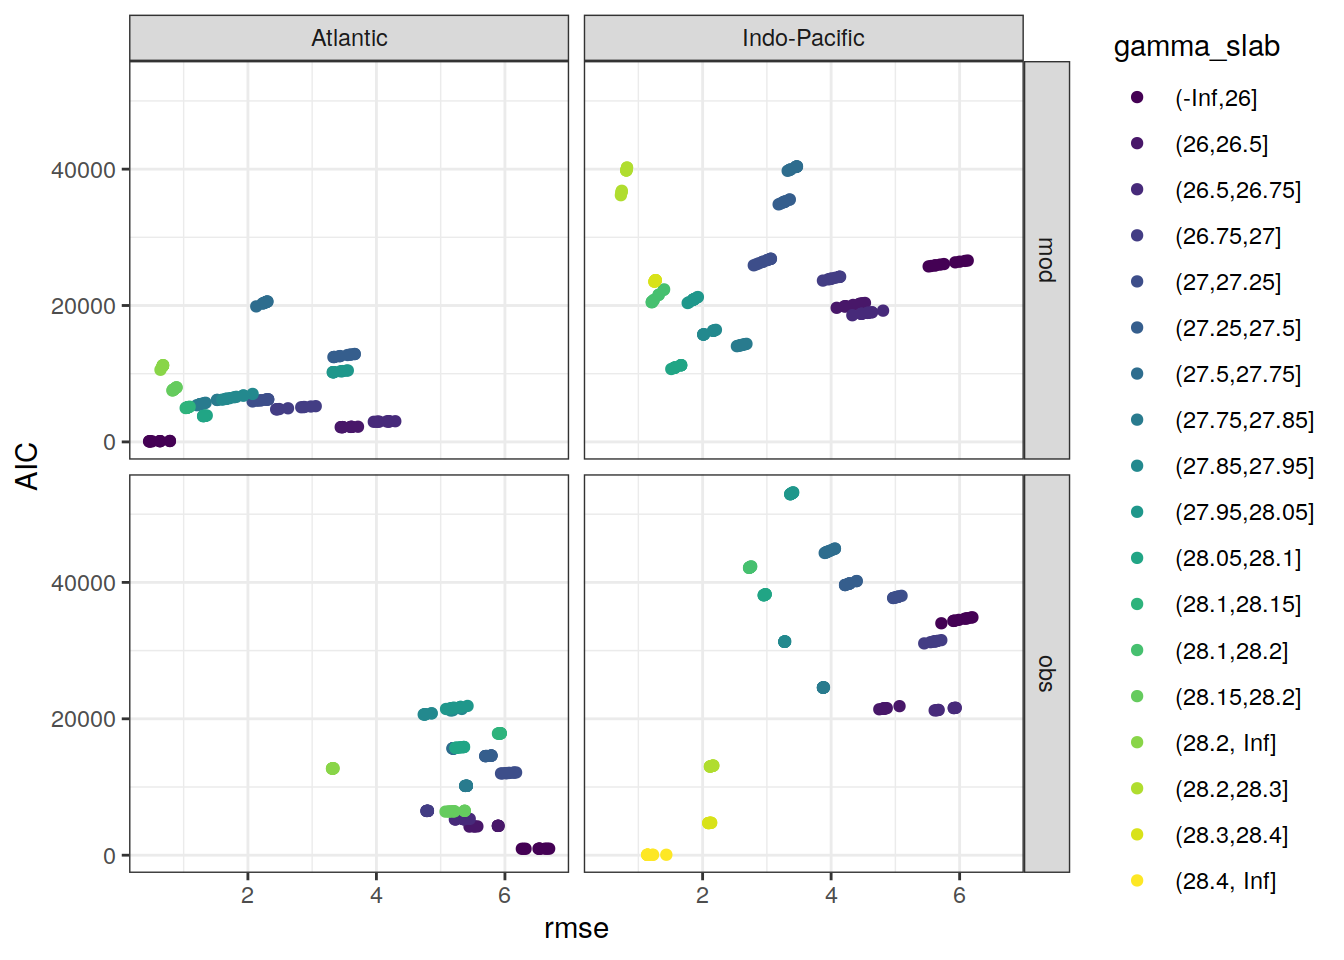 Atlantic
Indo-Pacific
mod
obs
40000
20000
0
40000
20000
0
AIC
2
4
6
2
4
6
rmse
gamma_slab
(-Inf,26]
(26,26.5]
(26.5,26.75]
(26.75,27]
(27,27.25]
(27.25,27.5]
(27.5,27.75]
(27.75,27.85]
(27.85,27.95]
(27.95,28.05]
(28.05,28.1]
(28.1,28.15]
(28.1,28.2]
(28.15,28.2]
(28.2, Inf]
(28.2,28.3]
(28.3,28.4]
(28.4, Inf]